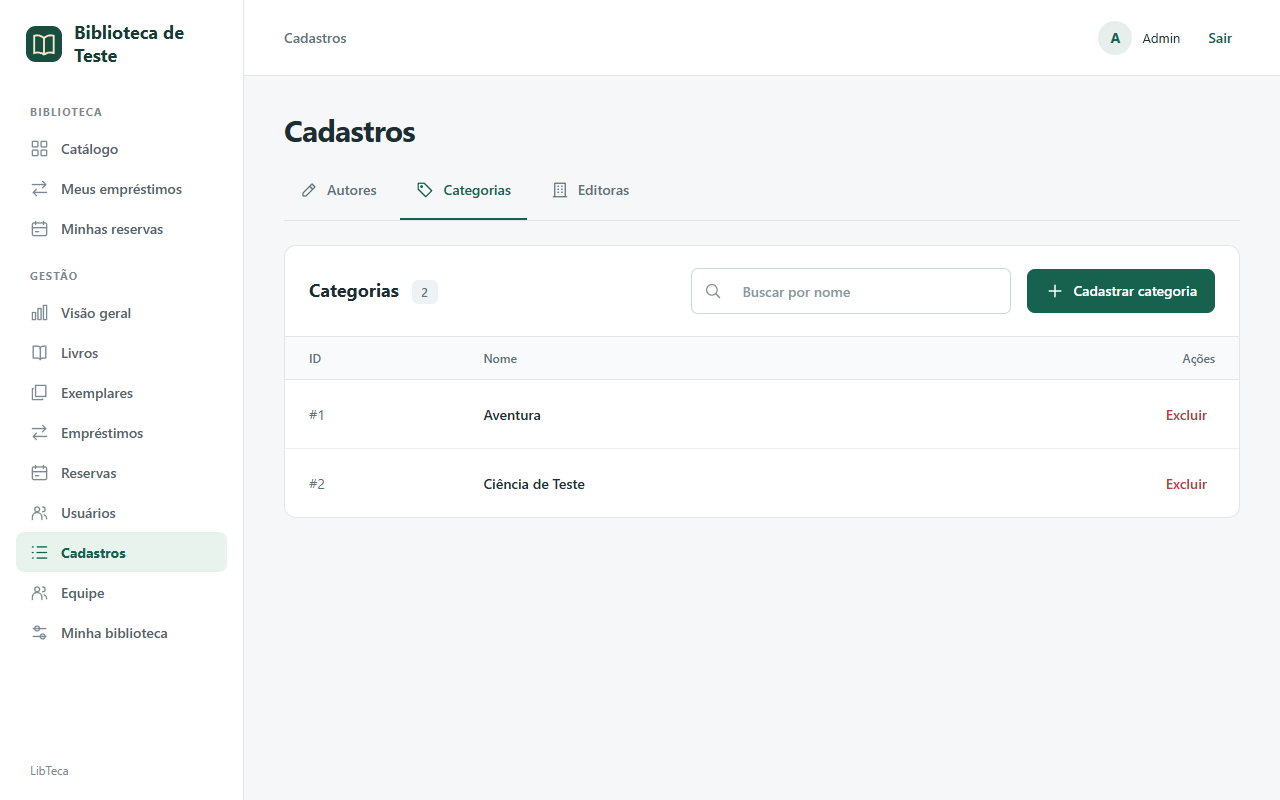 Biblioteca de
Teste
BIBLIOTECA
Catálogo
Meus empréstimos
Minhas reservas
GESTÃO
Visão geral
Livros
Exemplares
Empréstimos
Reservas
Usuários
Cadastros
Equipe
Minha biblioteca
LibTeca
Cadastros
A Admin Sair
Cadastros
Autores Categorias Editoras
Categorias 2 Buscar por nome Cadastrar categoria
ID Nome Ações
#1 Aventura Excluir
#2 Ciência de Teste Excluir